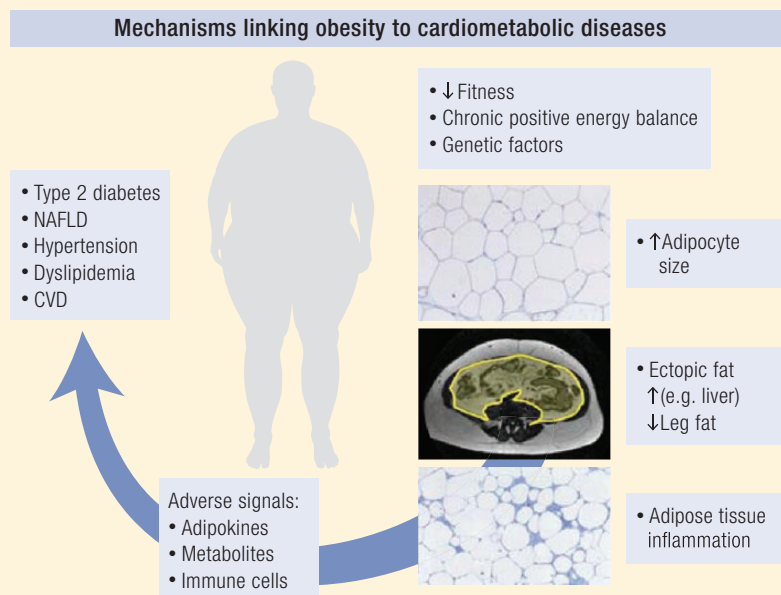 Mechanisms linking obesity to cardiometabolic diseases
• ↓Fitness
• Chronic positive energy balance
• Genetic factors
• Type 2 diabetes
• NAFLD
• Hypertension
• Dyslipidemia
• CVD
• ↑Adipocyte
size
• Ectopic fat
↑(e.g. liver)
↓Leg fat
Adverse signals:
• Adipokines
• Metabolites
• Immune cells
• Adipose tissue
inflammation